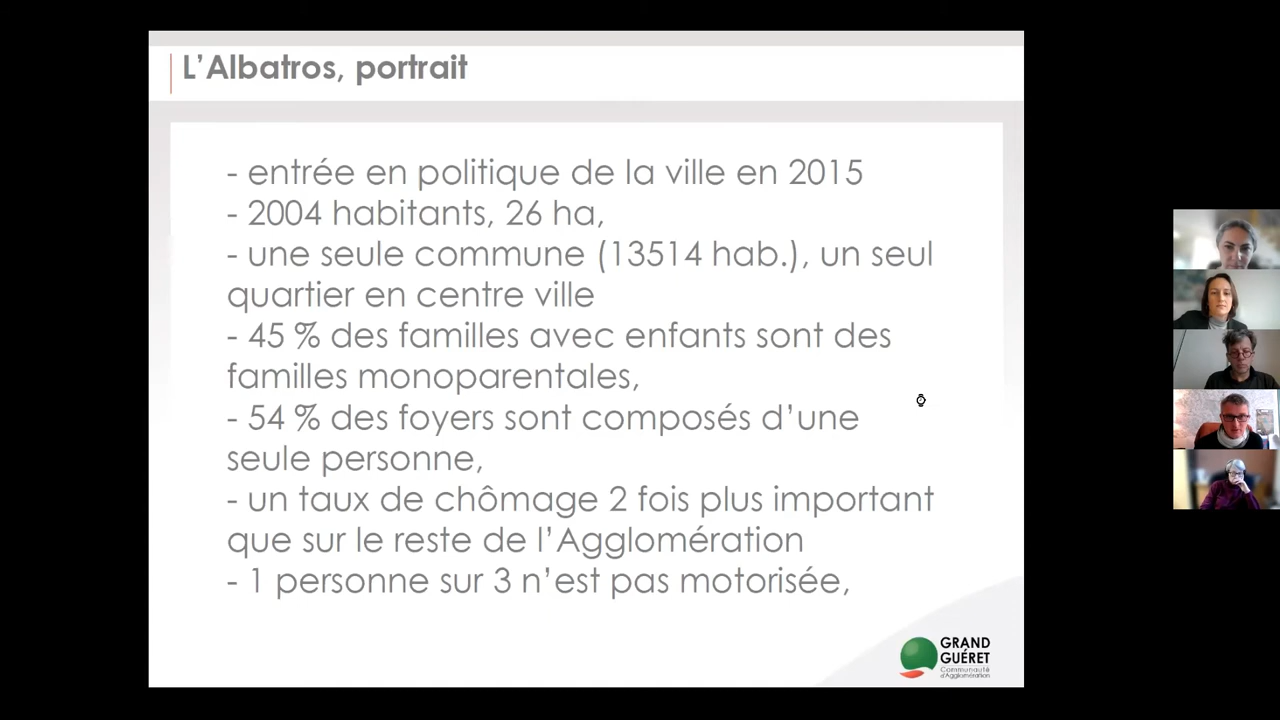 L'Albatros, portrait
- entrée en politique de la ville en 2015
- 2004 habitants, 26 ha,
- une seule commune (13514 hab.), un seul
quartier en centre ville
- 45 % des familles avec enfants sont des
familles monoparentales,
- 54 % des foyers sont composés d'une
seule personne,
- un taux de chômage 2 fois plus important
que sur le reste de l'Agglomération
- 1 personne sur 3 n'est pas motorisée,
GRAND
GUÉRET
Communauté
d'Agglomération